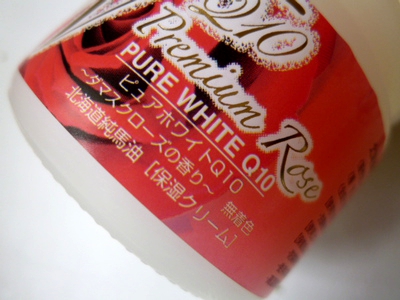 Q10
Premium Rose
PURE WHITE Q10
ピュアホワイトQ10
~ダマスクローズの香り~
無着色
北海道純馬油【保湿クリーム】